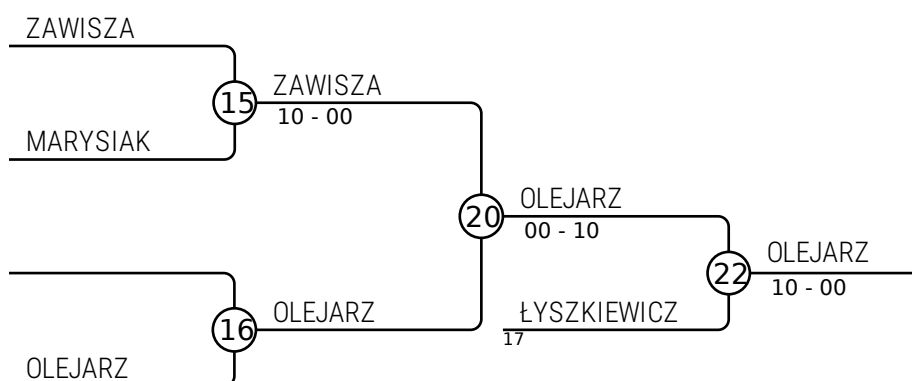 ZAWISZA
15
ZAWISZA
10 - 00
MARYSIAK
20
OLEJARZ
00 - 10
22
OLEJARZ
10 - 00
16
OLEJARZ
ŁYSZKIEWICZ
17
OLEJARZ